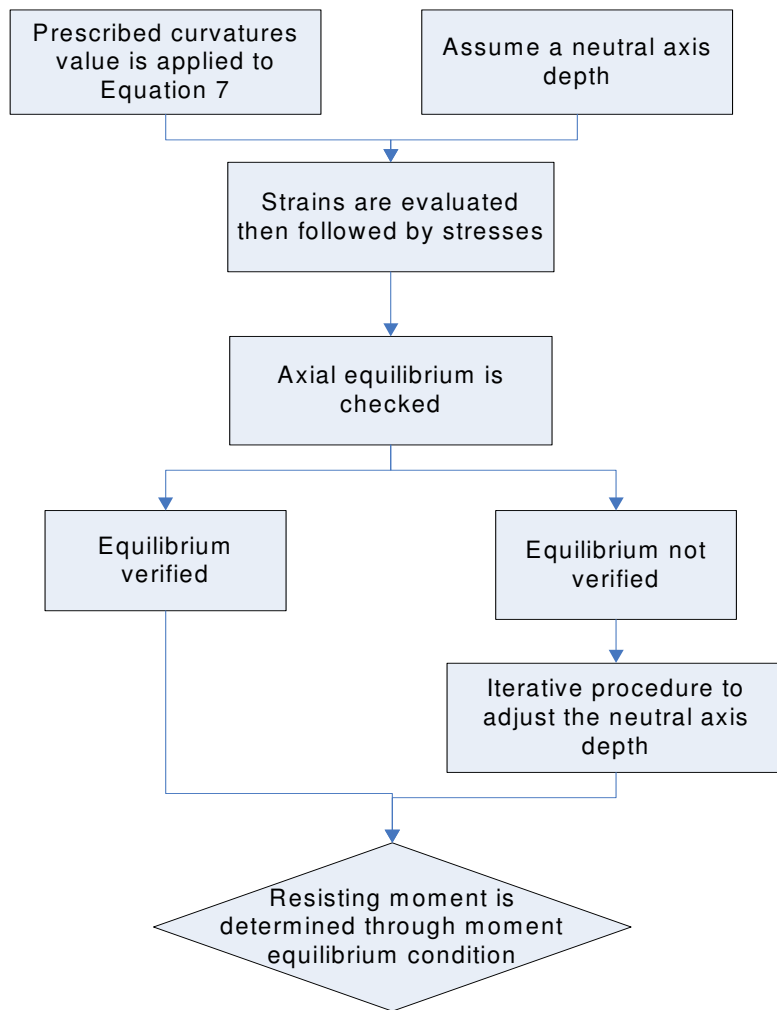 Prescribed curvatures
value is applied to
Equation 7
Assume a neutral axis
depth
Strains are evaluated
then followed by stresses
Axial equilibrium is
checked
Equilibrium
verified
Equilibrium not
verified
Iterative procedure to
adjust the neutral axis
depth
Resisting moment is
determined through moment
equilibrium condition